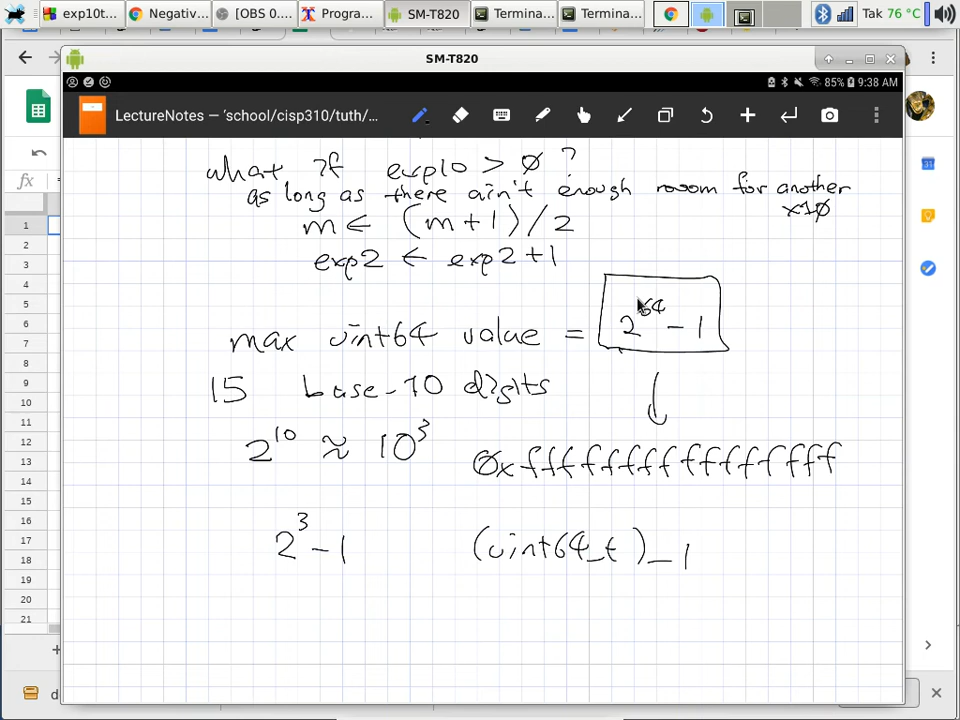 exp10t...
Negativ...
[OBS 0....
Progra...
SM-T820
Termina...
Termina...
Tak 76 °C
SM-T820
85% 9:38 AM
LectureNotes — 'school/cisp310/tuth/...
what if exp10 > 0 ?
as long as there ain't enough rooom for another
x10
m ← (m+1)/2
exp2 ← exp2+1
max uint64 value = 2^64 - 1
15 base-10 digits
2^10 ≈ 10^3
0xffffffffffffffff
2^3 - 1
(uint64_t)-1
fx
1
2
3
4
5
6
7
8
9
10
11
12
13
14
15
16
17
18
19
20
21
d